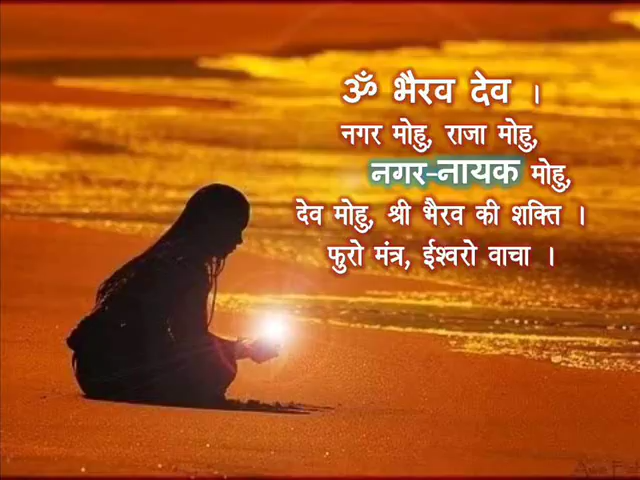 ॐ भैरव देव ।
नगर मोहु, राजा मोहु,
नगर-नायक मोहु,
देव मोहु, श्री भैरव की शक्ति ।
फुरो मंत्र, ईश्वरो वाचा ।